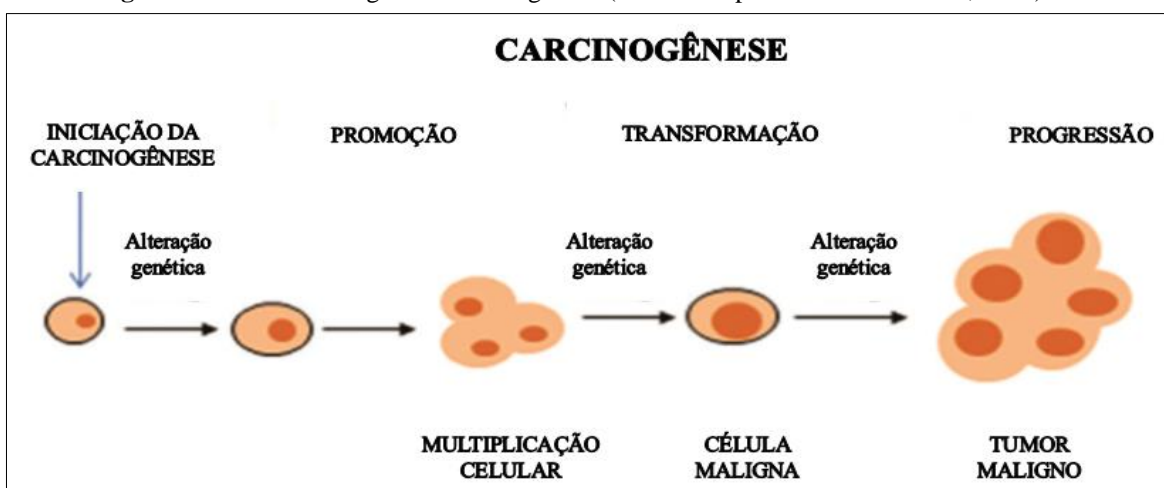 CARCINOGÊNESE
INICIAÇÃO DA
CARCINOGÊNESE
PROMOÇÃO
TRANSFORMAÇÃO
PROGRESSÃO
Alteração
genética
Alteração
genética
Alteração
genética
MULTIPLICAÇÃO
CELULAR
CÉLULA
MALIGNA
TUMOR
MALIGNO